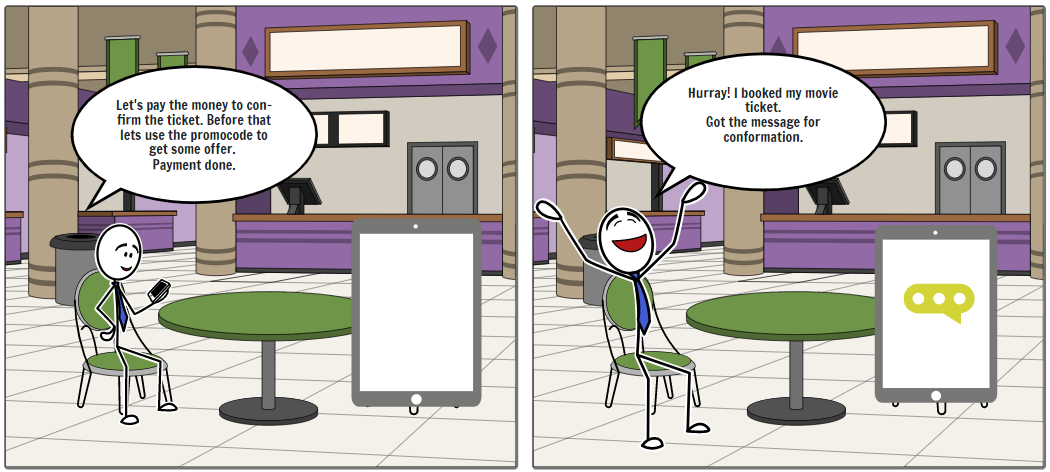 Let's pay the money to con-
firm the ticket. Before that
lets use the promocode to
get some offer.
Payment done.
Hurray! I booked my movie
ticket.
Got the message for
conformation.